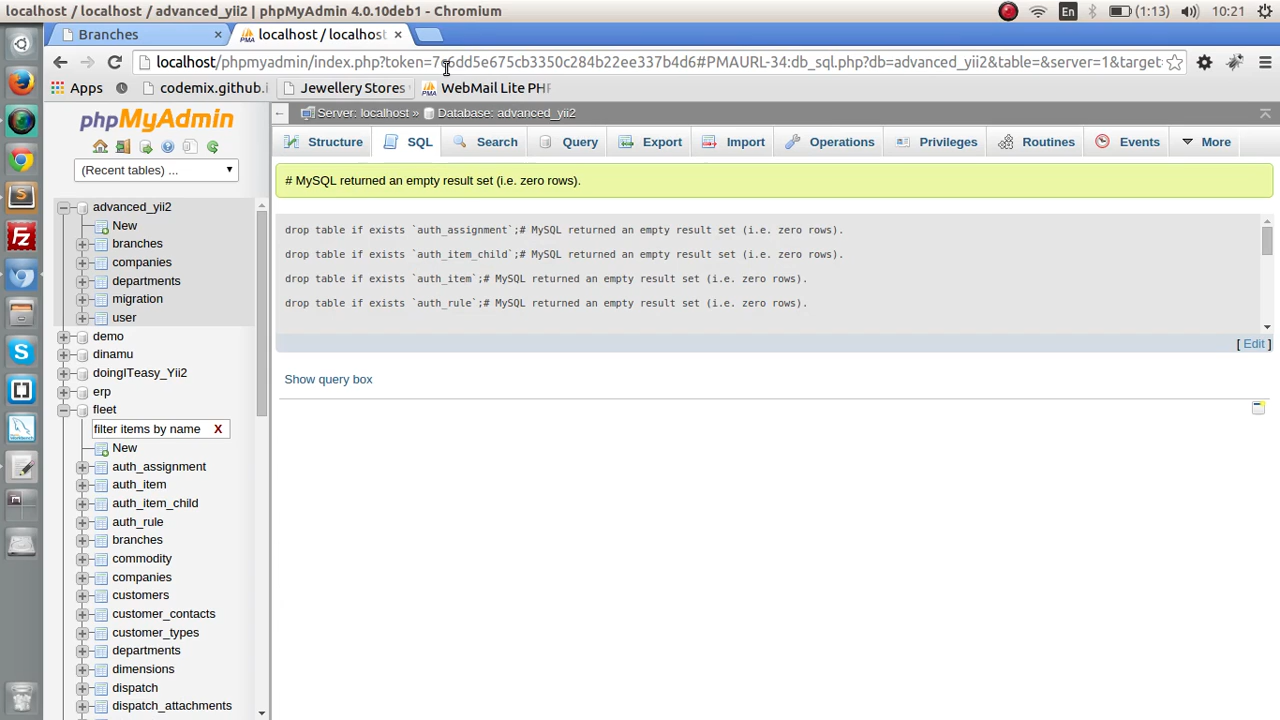 localhost / localhost / advanced_yii2 | phpMyAdmin 4.0.10deb1 - Chromium
En (1:13) 10:21
Branches × localhost / localhost ×
localhost/phpmyadmin/index.php?token=7c6dd5e675cb3350c284b22ee337b4d6#PMAURL-34:db_sql.php?db=advanced_yii2&table=&server=1&target=
Apps codemix.github.i Jewellery Stores WebMail Lite PHP
phpMyAdmin
(Recent tables) ...
advanced_yii2
New
branches
companies
departments
migration
user
demo
dinamu
doingITeasy_Yii2
erp
fleet
filter items by name X
New
auth_assignment
auth_item
auth_item_child
auth_rule
branches
commodity
companies
customers
customer_contacts
customer_types
departments
dimensions
dispatch
dispatch_attachments
Server: localhost » Database: advanced_yii2
Structure SQL Search Query Export Import Operations Privileges Routines Events More
# MySQL returned an empty result set (i.e. zero rows).
drop table if exists `auth_assignment`;# MySQL returned an empty result set (i.e. zero rows).
drop table if exists `auth_item_child`;# MySQL returned an empty result set (i.e. zero rows).
drop table if exists `auth_item`;# MySQL returned an empty result set (i.e. zero rows).
drop table if exists `auth_rule`;# MySQL returned an empty result set (i.e. zero rows).
[ Edit ]
Show query box